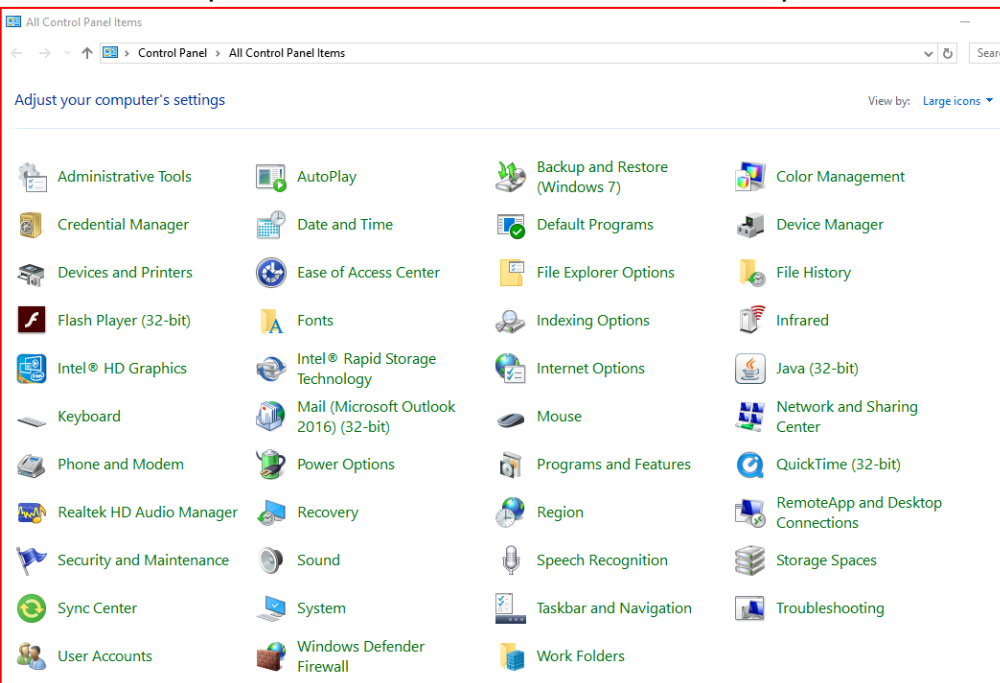 All Control Panel Items
Control Panel > All Control Panel Items
Sear
Adjust your computer's settings
View by: Large icons
Administrative Tools
AutoPlay
Backup and Restore
(Windows 7)
Color Management
Credential Manager
Date and Time
Default Programs
Device Manager
Devices and Printers
Ease of Access Center
File Explorer Options
File History
Flash Player (32-bit)
Fonts
Indexing Options
Infrared
Intel® HD Graphics
Intel® Rapid Storage
Technology
Internet Options
Java (32-bit)
Keyboard
Mail (Microsoft Outlook
2016) (32-bit)
Mouse
Network and Sharing
Center
Phone and Modem
Power Options
Programs and Features
QuickTime (32-bit)
Realtek HD Audio Manager
Recovery
Region
RemoteApp and Desktop
Connections
Security and Maintenance
Sound
Speech Recognition
Storage Spaces
Sync Center
System
Taskbar and Navigation
Troubleshooting
User Accounts
Windows Defender
Firewall
Work Folders